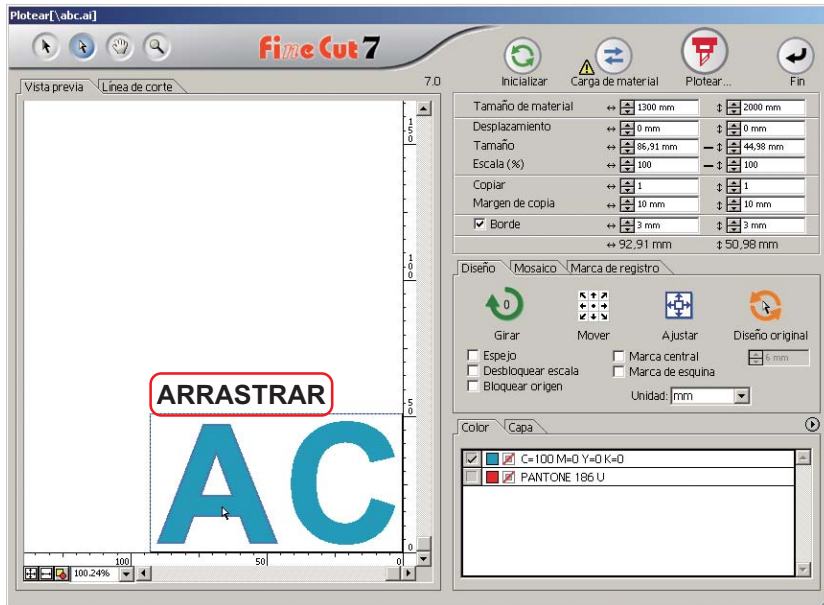 Plotear[\abc.ai]
Fine Cut 7
7.0
Inicializar
Carga de material
Plotear...
Fin
Vista previa
Línea de corte
Tamaño de material 1300 mm 2000 mm
Desplazamiento 0 mm 0 mm
Tamaño 86,91 mm 44,98 mm
Escala (%) 100 100
Copiar 1 1
Margen de copia 10 mm 10 mm
Borde 3 mm 3 mm
92,91 mm 50,98 mm
Diseño Mosaico Marca de registro
0
Girar Mover Ajustar Diseño original
Espejo Marca central 6 mm
Desbloquear escala Marca de esquina
Bloquear origen
Unidad: mm
Color Capa
C=100 M=0 Y=0 K=0
PANTONE 186 U
150
100
50
0
ARRASTRAR
AC
100 50 0
100.24%